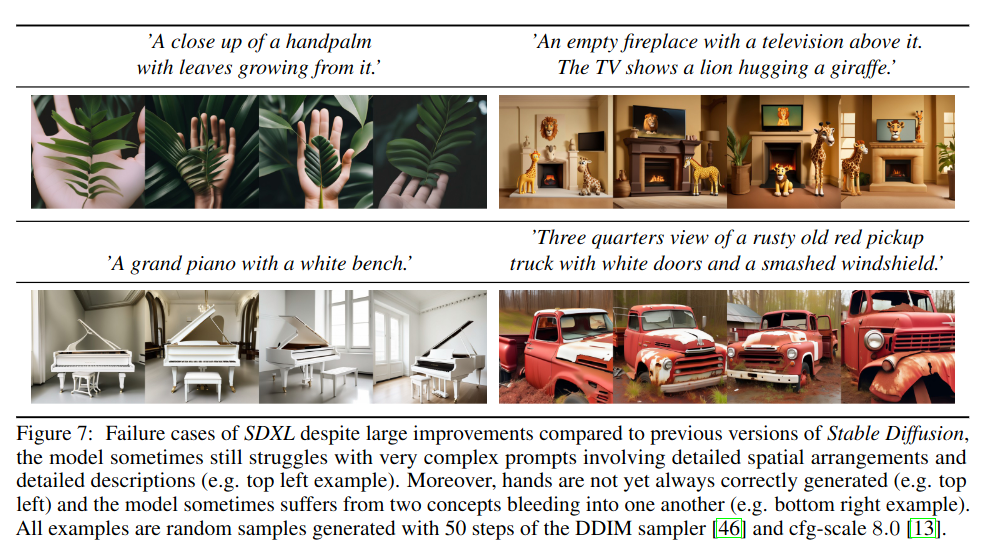 'A close up of a handpalm
with leaves growing from it.'
'An empty fireplace with a television above it.
The TV shows a lion hugging a giraffe.'
'A grand piano with a white bench.'
'Three quarters view of a rusty old red pickup
truck with white doors and a smashed windshield.'
Figure 7: Failure cases of SDXL despite large improvements compared to previous versions of Stable Diffusion,
the model sometimes still struggles with very complex prompts involving detailed spatial arrangements and
detailed descriptions (e.g. top left example). Moreover, hands are not yet always correctly generated (e.g. top
left) and the model sometimes suffers from two concepts bleeding into one another (e.g. bottom right example).
All examples are random samples generated with 50 steps of the DDIM sampler [46] and cfg-scale 8.0 [13].